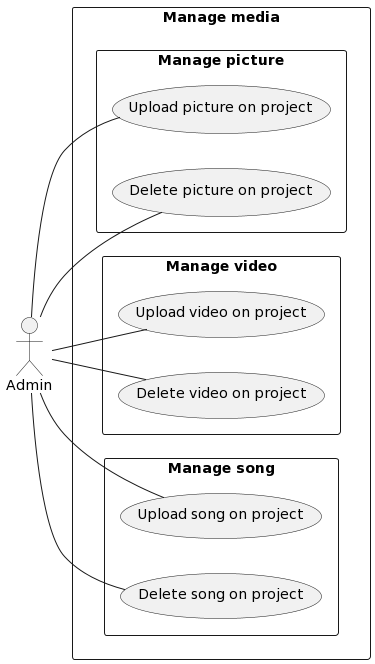 Manage media
Manage picture
Upload picture on project
Delete picture on project
Manage video
Upload video on project
Delete video on project
Admin
Manage song
Upload song on project
Delete song on project